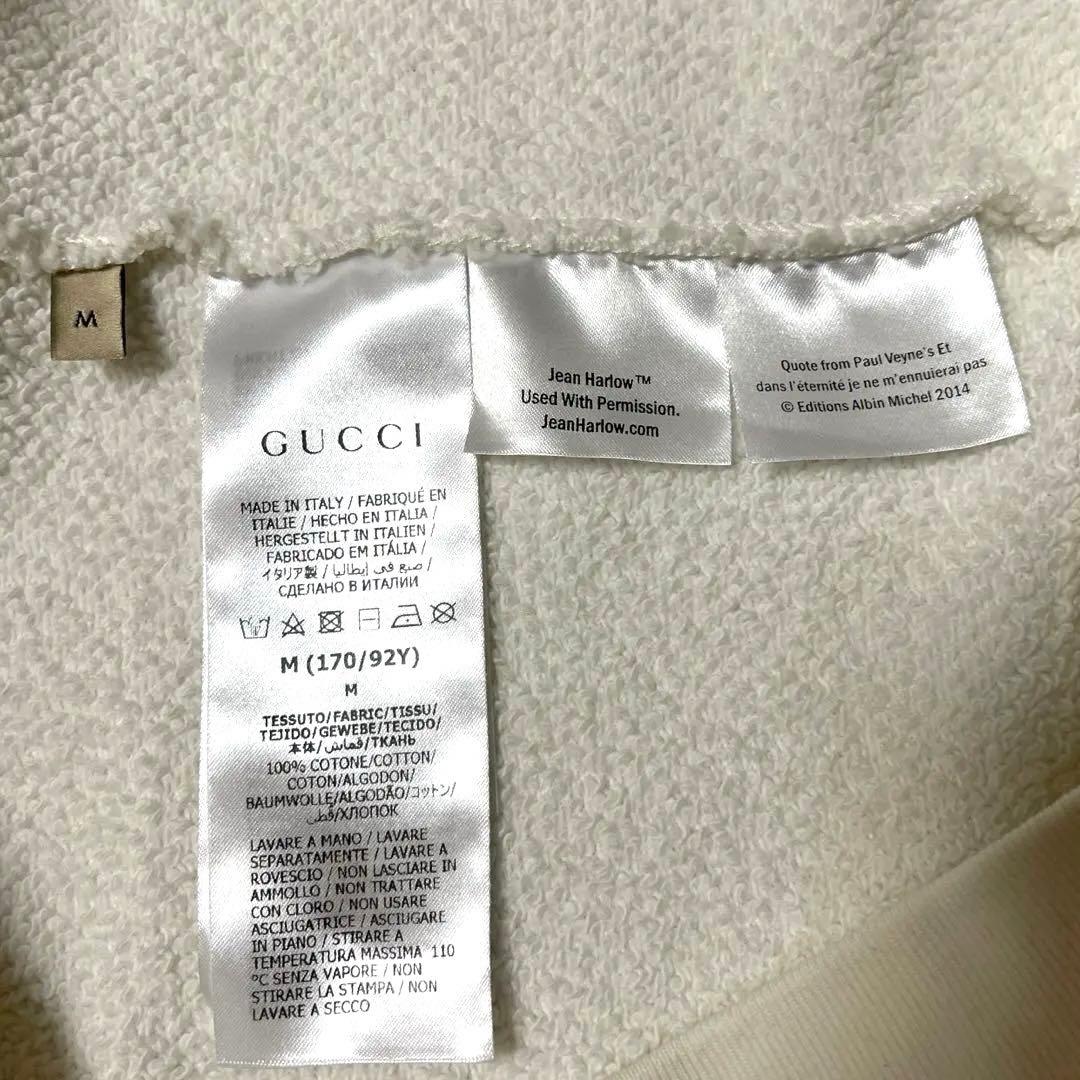 M
GUCCI
MADE IN ITALY / FABRIQUÉ EN
ITALIE / HECHO EN ITALIA /
HERGESTELLT IN ITALIEN /
FABRICADO EM ITÁLIA /
イタリア製 / صنع في إيطاليا /
СДЕЛАНО В ИТАЛИИ
M (170/92Y)
M
TESSUTO/FABRIC/TISSU/
TEJIDO/GEWEBE/TECIDO/
本体/قماش/ТКАНЬ
100% COTONE/COTTON/
COTON/ALGODON/
BAUMWOLLE/ALGODÃO/コットン/
قطن/ХЛОПОК
LAVARE A MANO / LAVARE
SEPARATAMENTE / LAVARE A
ROVESCIO / NON LASCIARE IN
AMMOLLO / NON TRATTARE
CON CLORO / NON USARE
ASCIUGATRICE / ASCIUGARE
IN PIANO / STIRARE A
TEMPERATURA MASSIMA 110
°C SENZA VAPORE / NON
STIRARE LA STAMPA / NON
LAVARE A SECCO
Jean Harlow™
Used With Permission.
JeanHarlow.com
Quote from Paul Veyne's Et
dans l'éternité je ne m'ennuierai pas
© Editions Albin Michel 2014